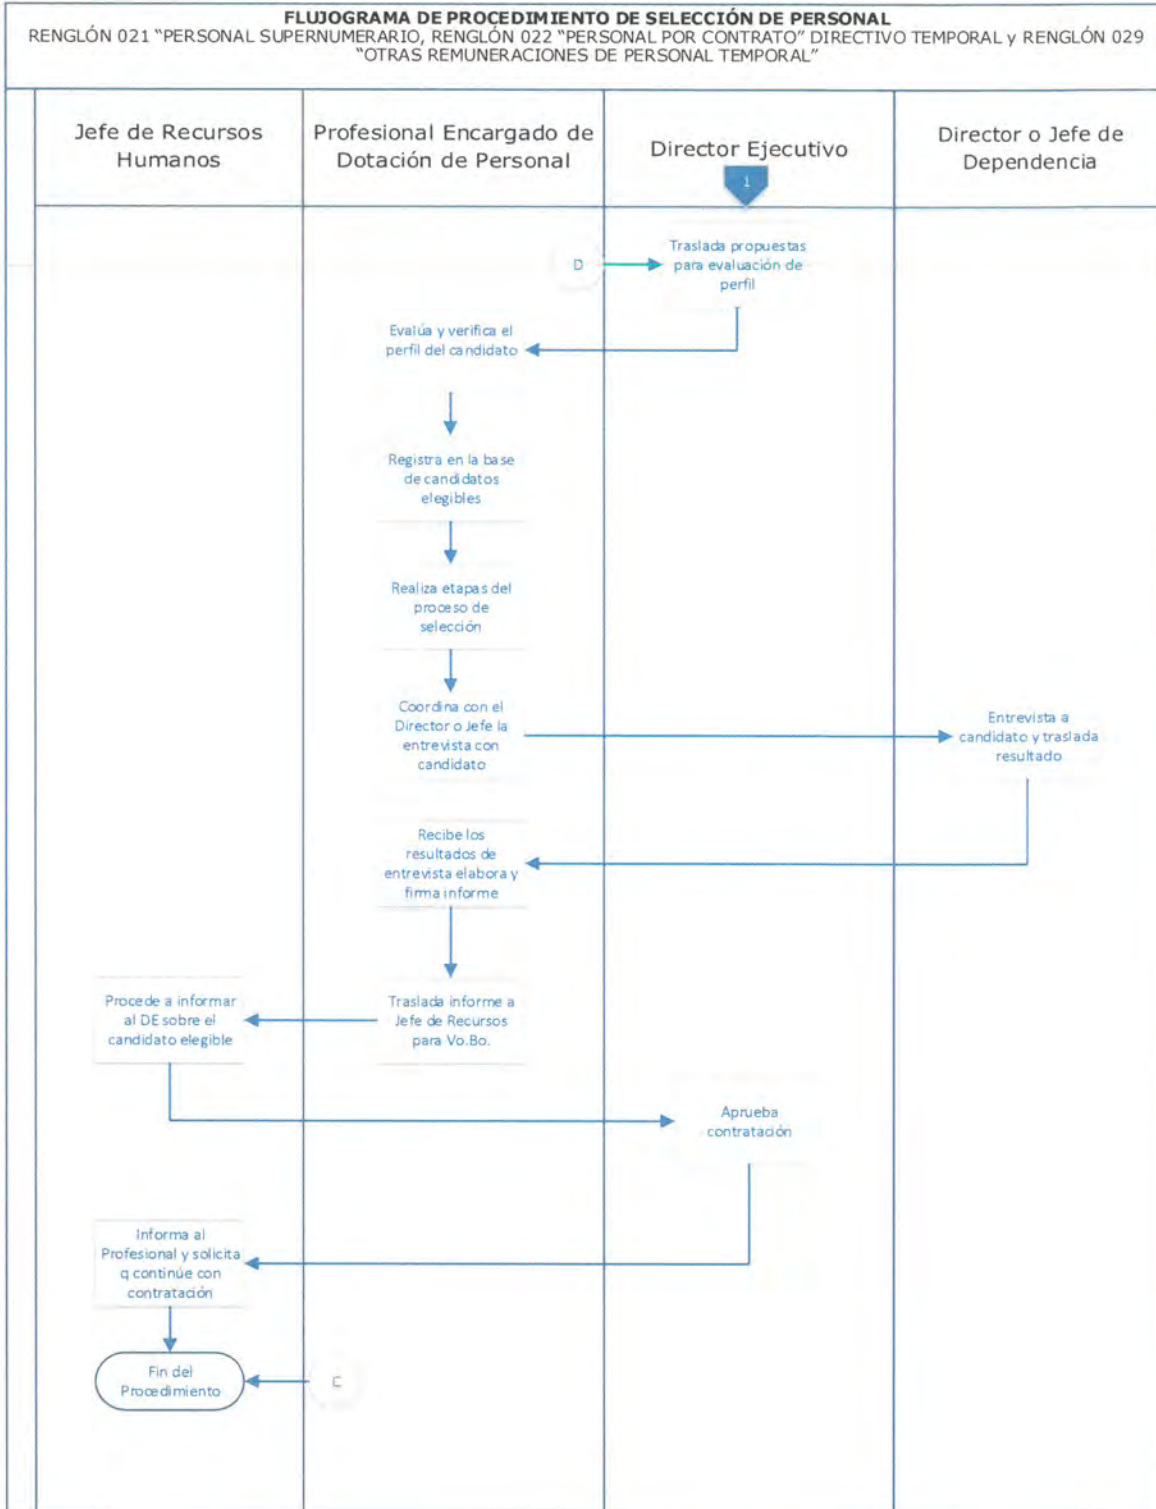 FLUJOGRAMA DE PROCEDIMIENTO DE SELECCIÓN DE PERSONAL
RENGLÓN 021 "PERSONAL SUPERNUMERARIO, RENGLÓN 022 "PERSONAL POR CONTRATO" DIRECTIVO TEMPORAL y RENGLÓN 029
"OTRAS REMUNERACIONES DE PERSONAL TEMPORAL"
Jefe de Recursos
Humanos
Profesional Encargado de
Dotación de Personal
Director Ejecutivo
Director o Jefe de
Dependencia
1
D
Traslada propuestas
para evaluación de
perfil
Evalúa y verifica el
perfil del candidato
Registra en la base
de candidatos
elegibles
Realiza etapas del
proceso de
selección
Coordina con el
Director o Jefe la
entrevista con
candidato
Entrevista a
candidato y traslada
resultado
Recibe los
resultados de
entrevista elabora y
firma informe
Procede a informar
al DE sobre el
candidato elegible
Traslada informe a
Jefe de Recursos
para Vo.Bo.
Aprueba
contratación
Informa al
Profesional y solicita
q continúe con
contratación
Fin del
Procedimiento
C